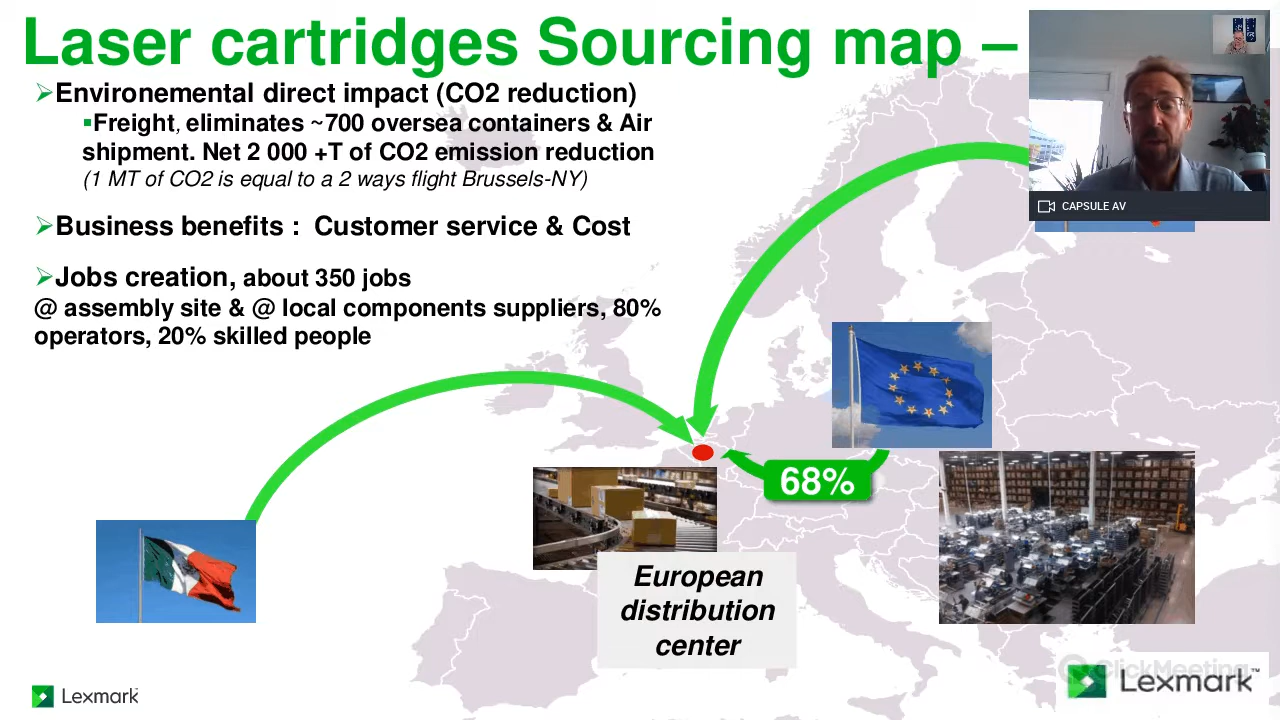 Laser cartridges Sourcing map –
➢Environemental direct impact (CO2 reduction)
▪Freight, eliminates ~700 oversea containers & Air
shipment. Net 2 000 +T of CO2 emission reduction
(1 MT of CO2 is equal to a 2 ways flight Brussels-NY)
➢Business benefits : Customer service & Cost
➢Jobs creation, about 350 jobs
@ assembly site & @ local components suppliers, 80%
operators, 20% skilled people
CAPSULE AV
68%
European
distribution
center
Lexmark
ClickMeeting
Lexmark™